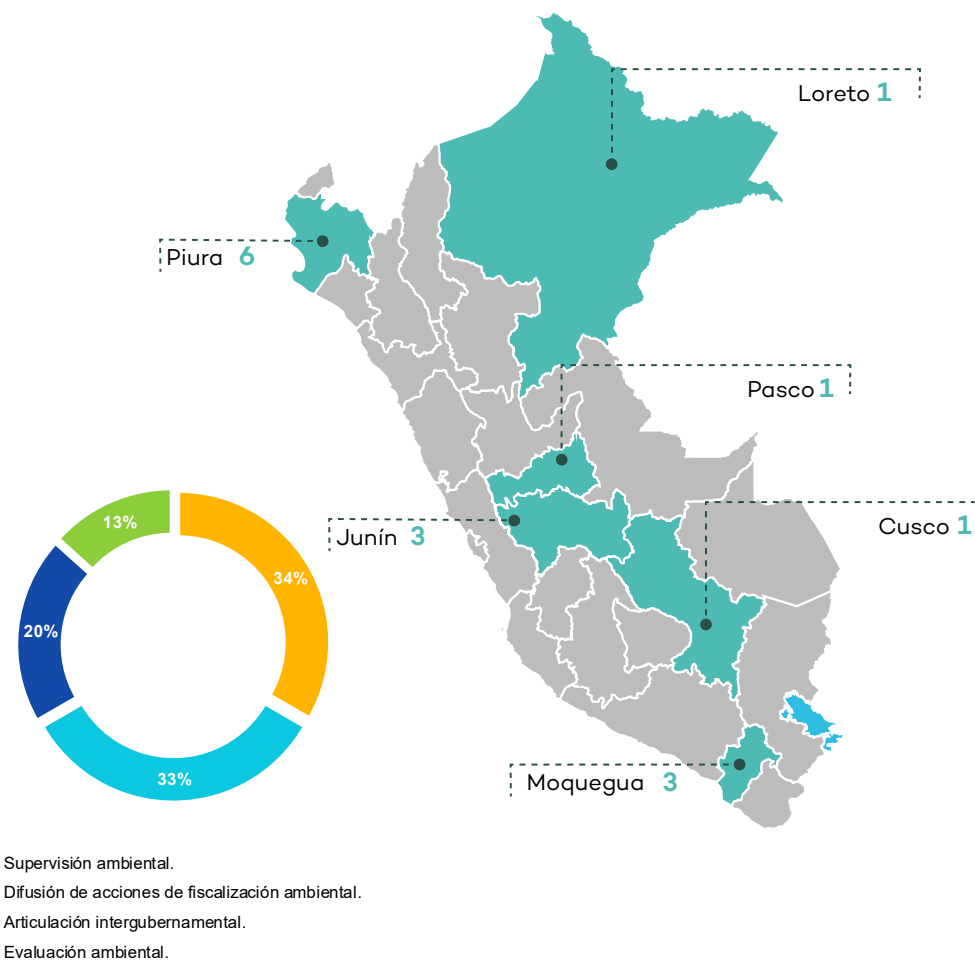 Loreto 1
Piura 6
Pasco 1
Cusco 1
Junín 3
Moquegua 3
13%
34%
20%
33%
Supervisión ambiental.
Difusión de acciones de fiscalización ambiental.
Articulación intergubernamental.
Evaluación ambiental.